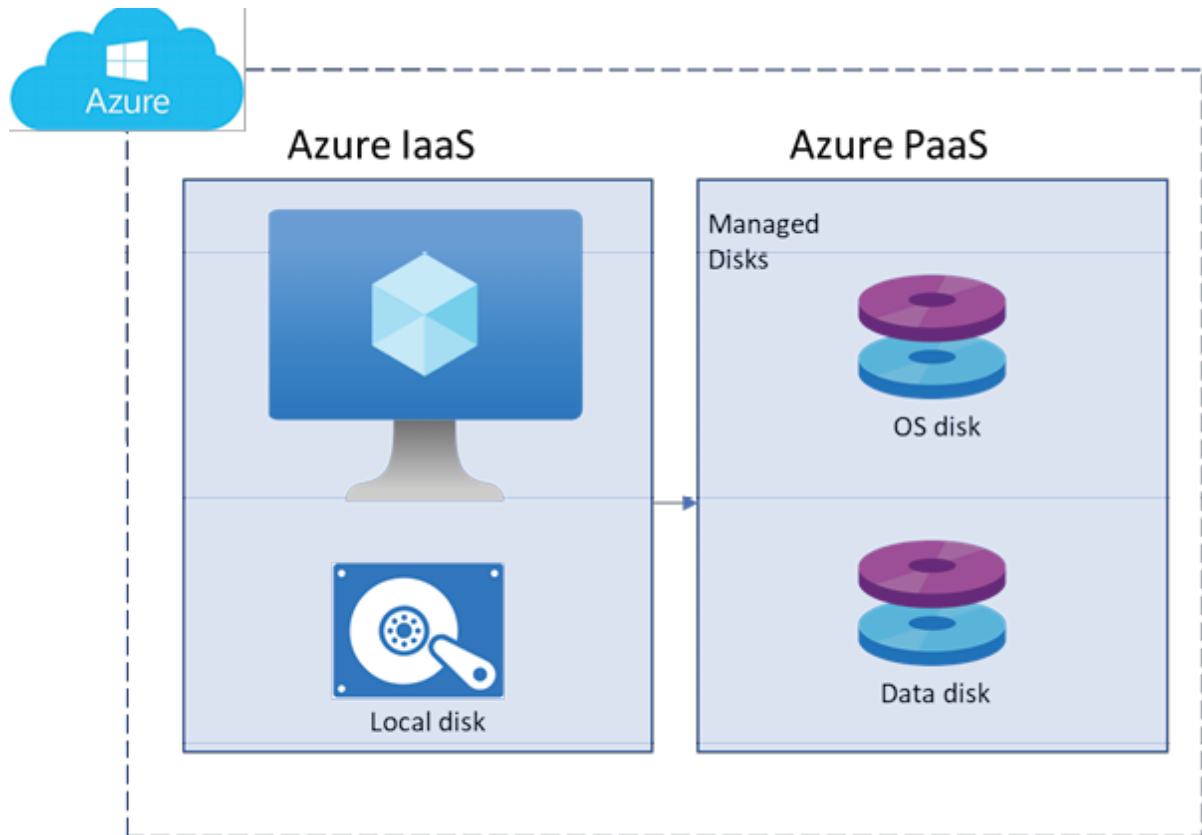 Azure
Azure IaaS
Azure PaaS
Managed
Disks
OS disk
Data disk
Local disk